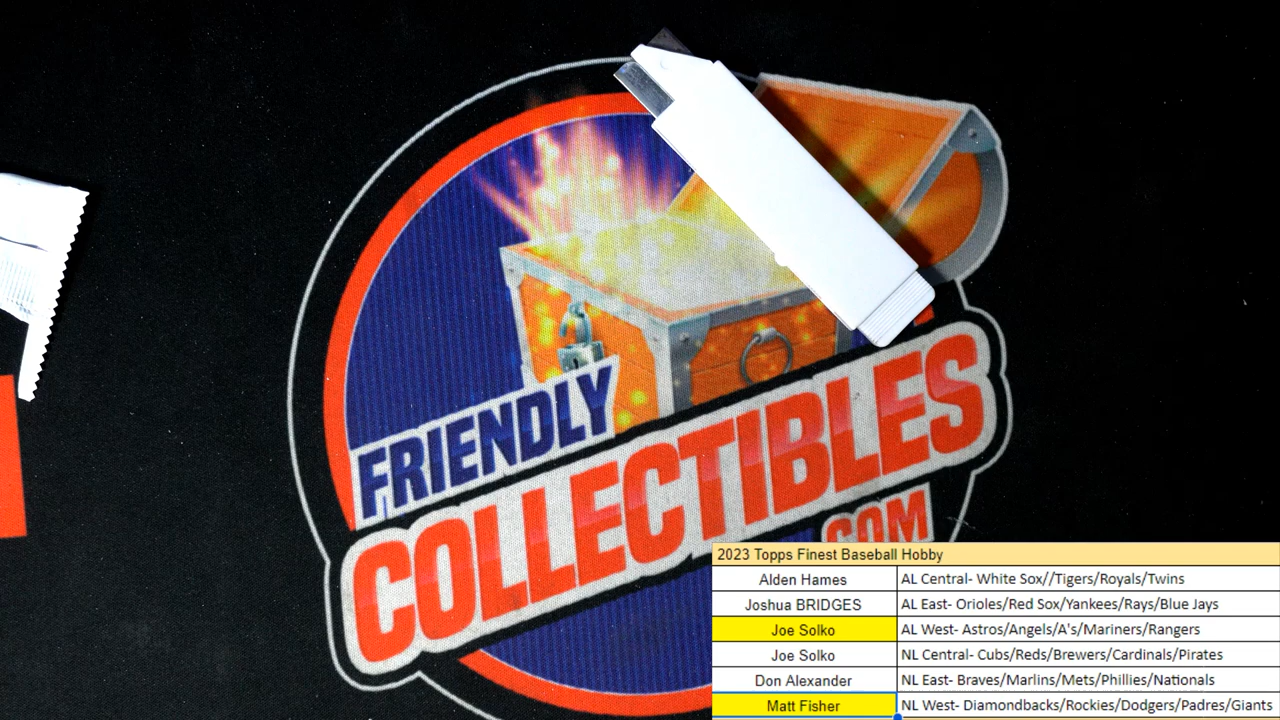 FRIENDLY
COLLECTIBLES
.COM
2023 Topps Finest Baseball Hobby
Alden Hames AL Central- White Sox//Tigers/Royals/Twins
Joshua BRIDGES AL East- Orioles/Red Sox/Yankees/Rays/Blue Jays
Joe Solko AL West- Astros/Angels/A's/Mariners/Rangers
Joe Solko NL Central- Cubs/Reds/Brewers/Cardinals/Pirates
Don Alexander NL East- Braves/Marlins/Mets/Phillies/Nationals
Matt Fisher NL West- Diamondbacks/Rockies/Dodgers/Padres/Giants